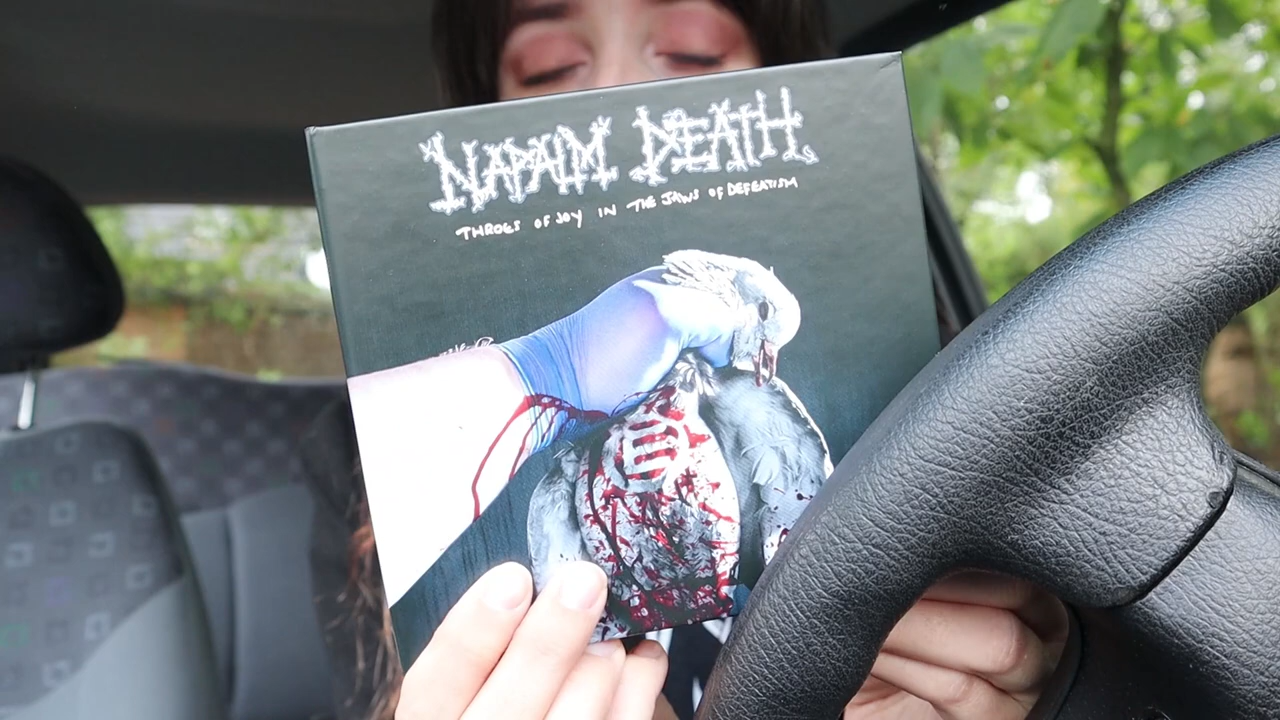 NAPALM DEATH
THROES OF JOY IN THE JAWS OF DEFEATISM